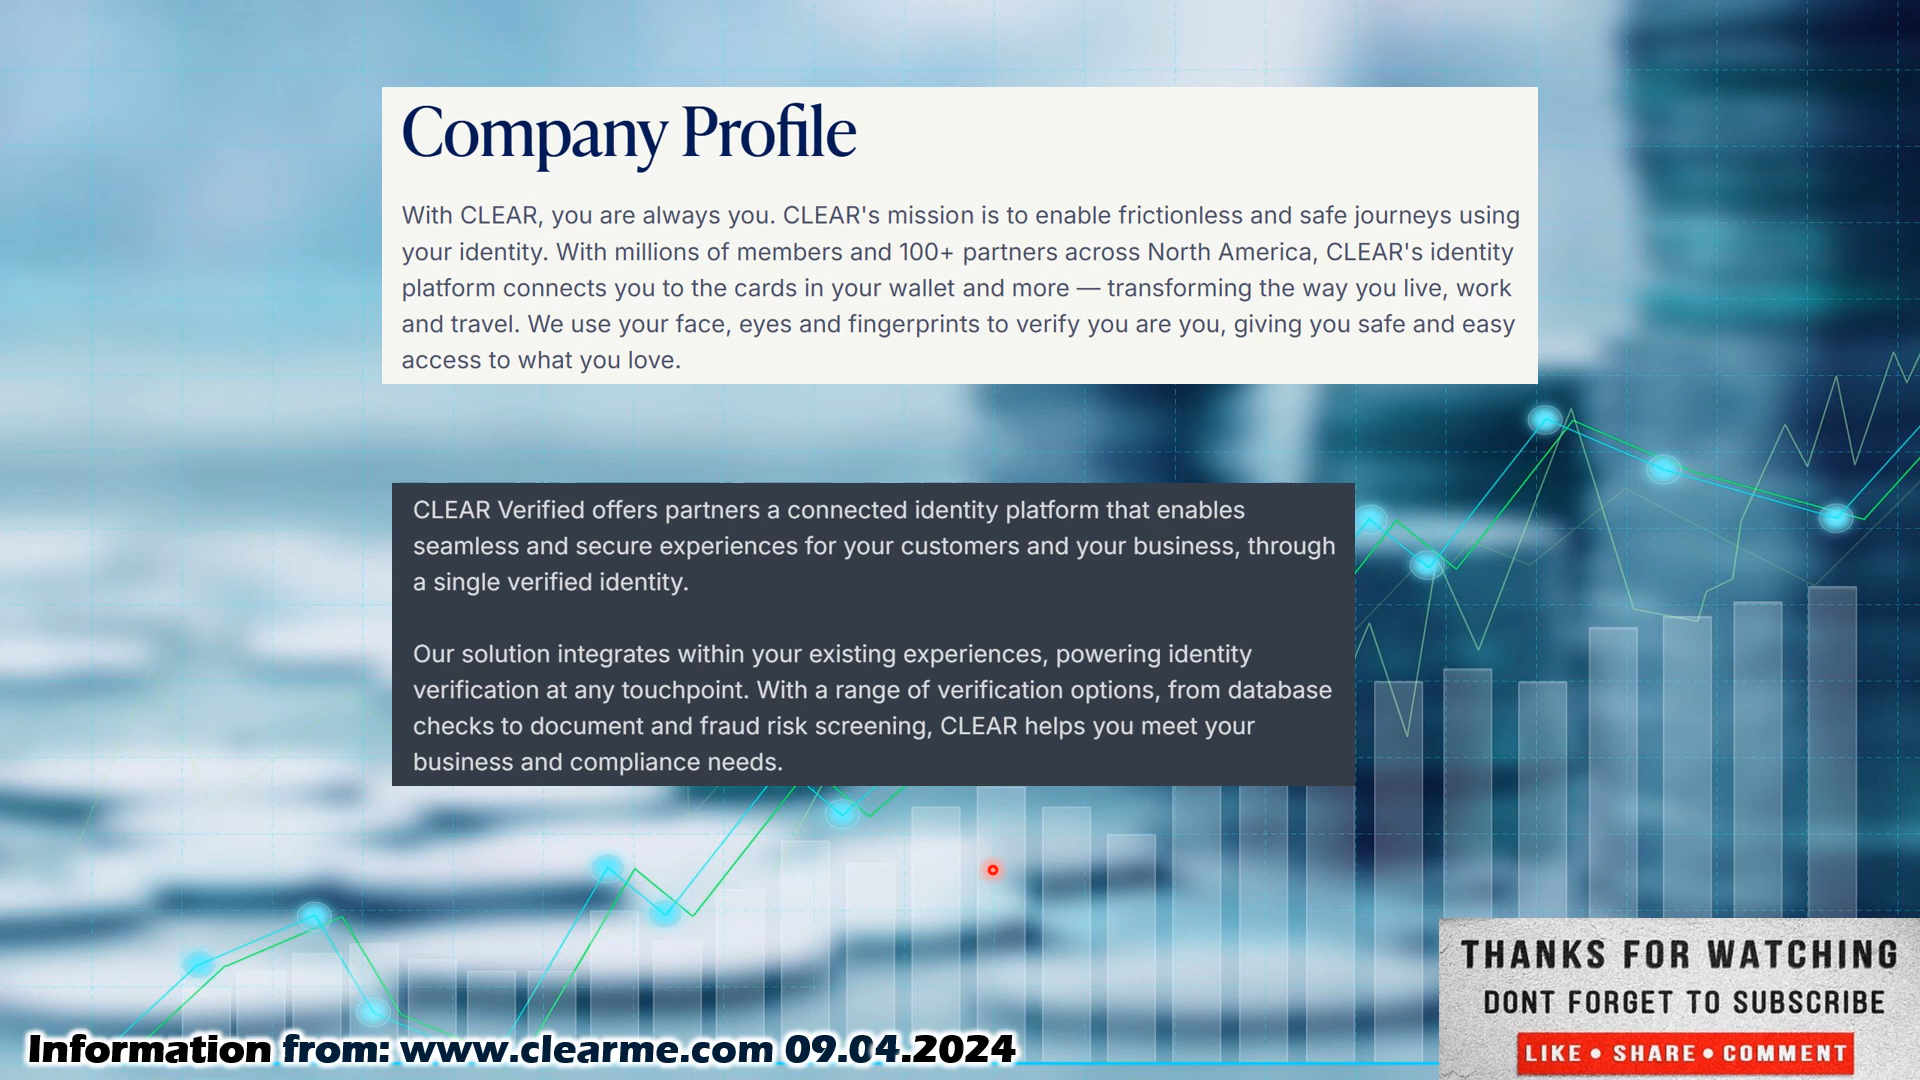 Company Profile
With CLEAR, you are always you. CLEAR's mission is to enable frictionless and safe journeys using
your identity. With millions of members and 100+ partners across North America, CLEAR's identity
platform connects you to the cards in your wallet and more — transforming the way you live, work
and travel. We use your face, eyes and fingerprints to verify you are you, giving you safe and easy
access to what you love.
CLEAR Verified offers partners a connected identity platform that enables
seamless and secure experiences for your customers and your business, through
a single verified identity.
Our solution integrates within your existing experiences, powering identity
verification at any touchpoint. With a range of verification options, from database
checks to document and fraud risk screening, CLEAR helps you meet your
business and compliance needs.
THANKS FOR WATCHING
DONT FORGET TO SUBSCRIBE
LIKE • SHARE • COMMENT
Information from: www.clearme.com 09.04.2024